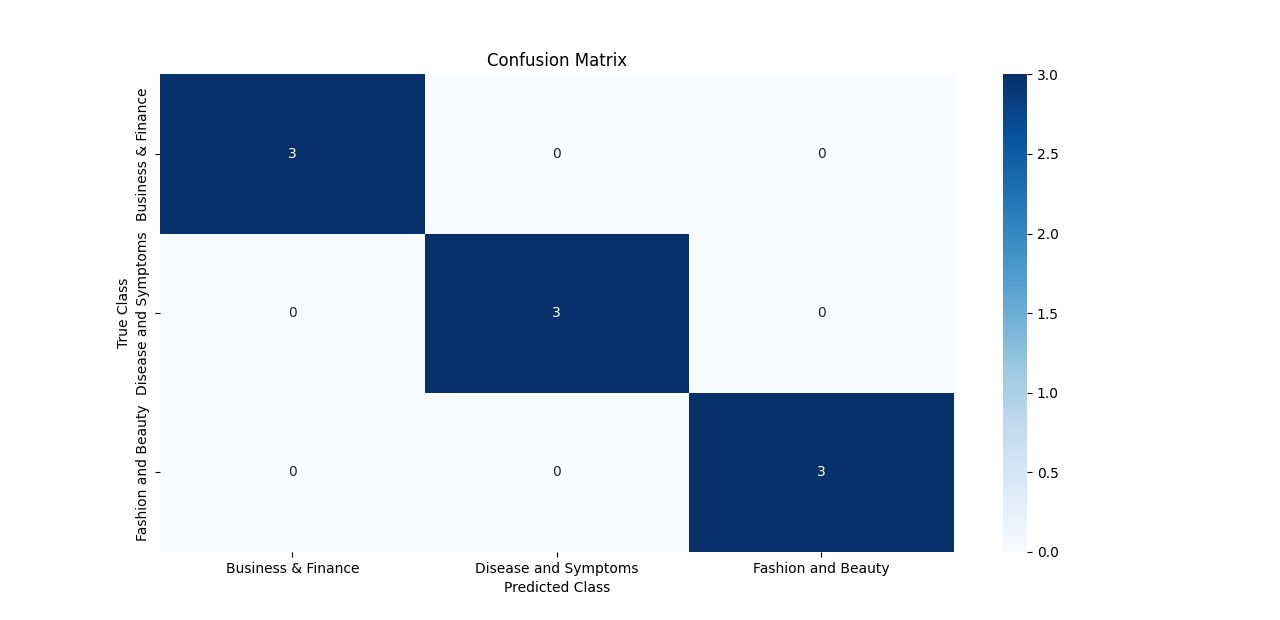 Confusion Matrix
True Class
Business & Finance
Disease and Symptoms
Fashion and Beauty
3 0 0
0 3 0
0 0 3
Business & Finance Disease and Symptoms Fashion and Beauty
Predicted Class
3.0
2.5
2.0
1.5
1.0
0.5
0.0